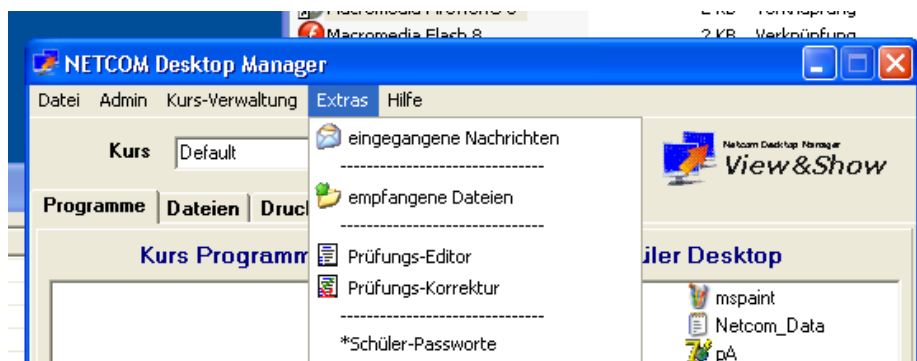 Macromedia Flash 8 2 KB Verknüpfung
NETCOM Desktop Manager
Datei Admin Kurs-Verwaltung Extras Hilfe
Kurs Default
eingegangene Nachrichten
-----------------------------
empfangene Dateien
-----------------------------
Prüfungs-Editor
Prüfungs-Korrektur
-----------------------------
*Schüler-Passworte
Netcom Desktop Manager
View&Show
Programme Dateien Druc
Kurs Programm
üler Desktop
mspaint
Netcom_Data
pA